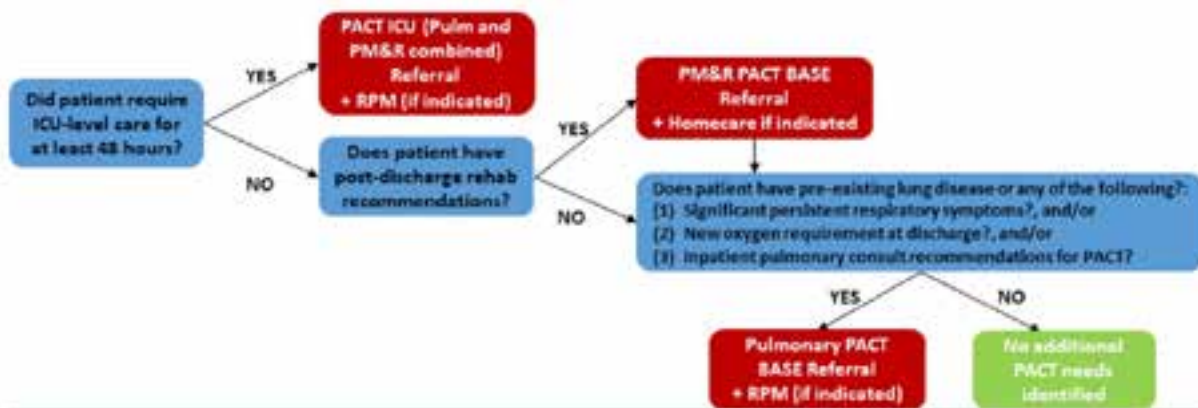 PACT ICU (Pulm and
PM&R combined)
Referral
+ RPM (if indicated)
YES
Did patient require
ICU-level care for
at least 48 hours?
NO
PM&R PACT BASE
Referral
+ Homecare if indicated
YES
Does patient have
post-discharge rehab
recommendations?
NO
Does patient have pre-existing lung disease or any of the following?:
(1) Significant persistent respiratory symptoms?, and/or
(2) New oxygen requirement at discharge?, and/or
(3) Inpatient pulmonary consult recommendations for PACT?
YES
NO
Pulmonary PACT
BASE Referral
+ RPM (if indicated)
No additional
PACT needs
identified